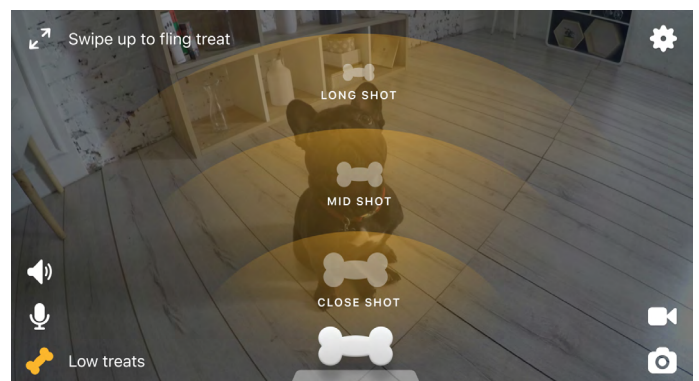 Swipe up to fling treat
LONG SHOT
MID SHOT
CLOSE SHOT
Low treats